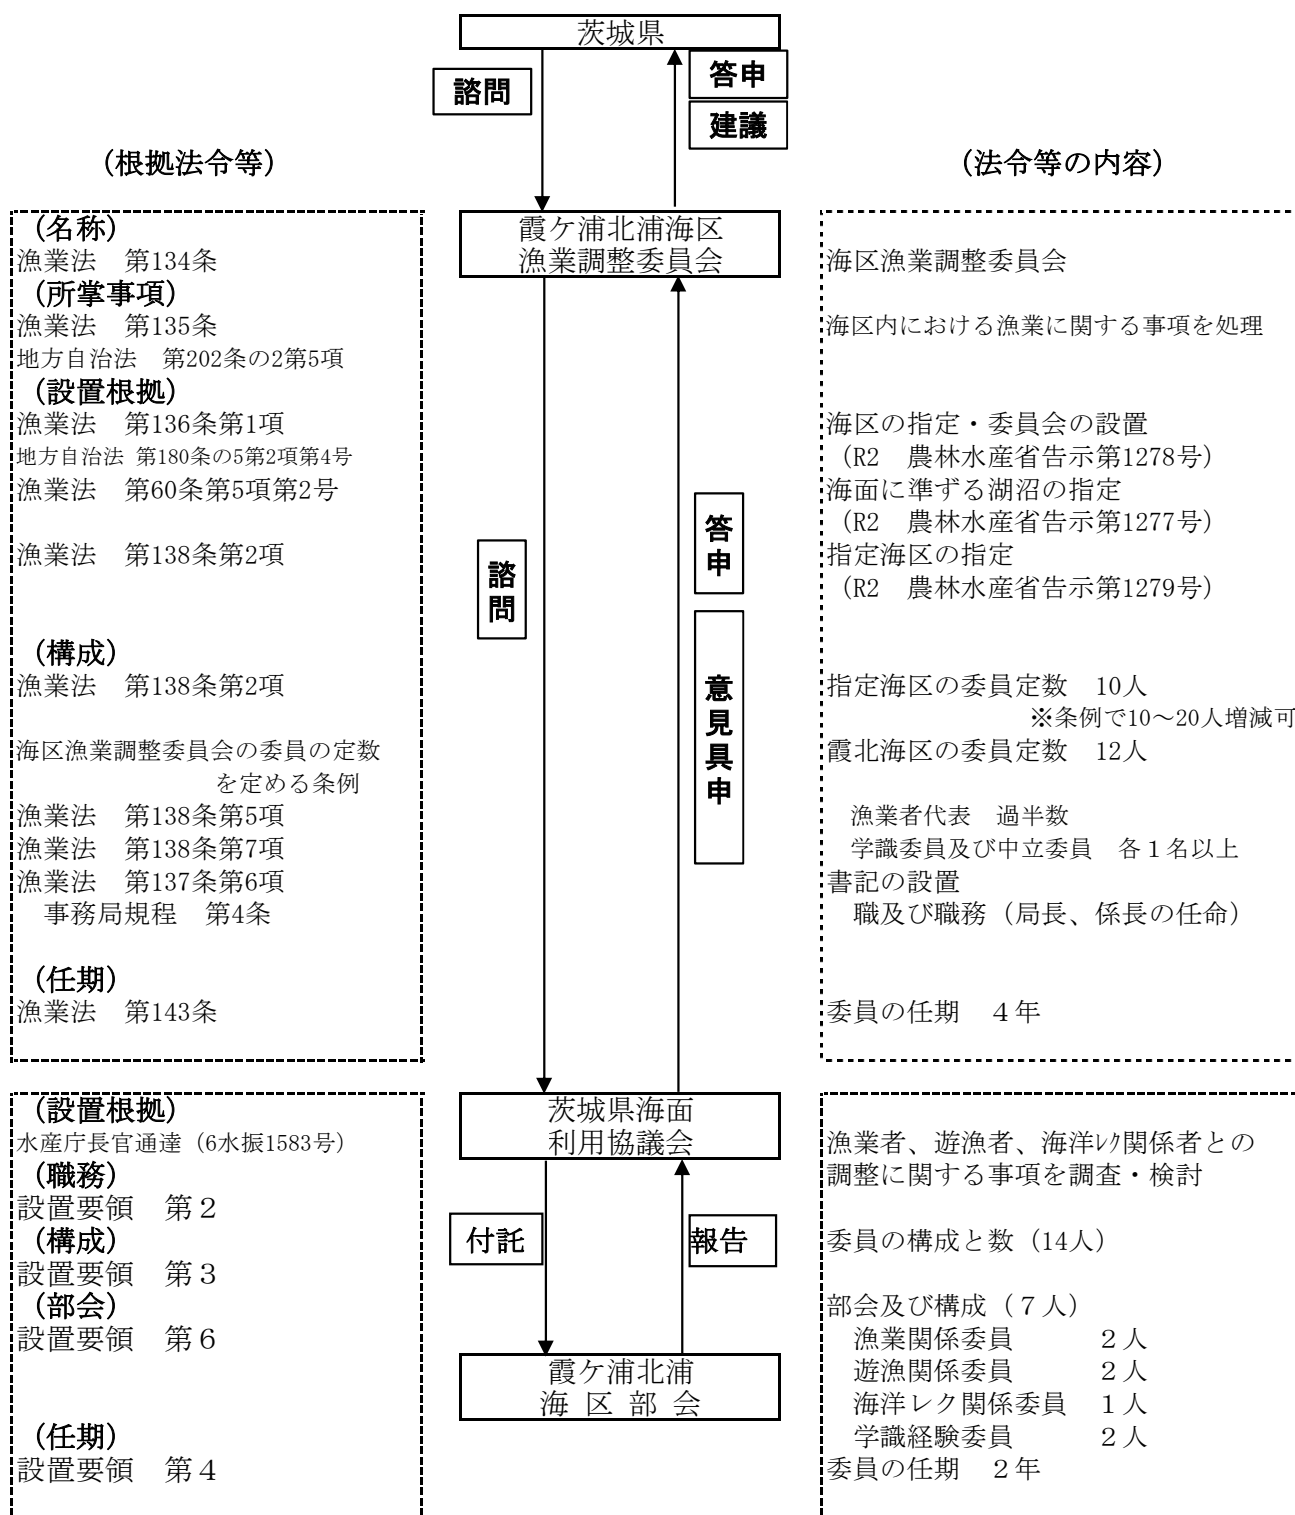 茨城県
諮問
答申
建議
（根拠法令等）
（法令等の内容）
（名称）
漁業法　第134条
（所掌事項）
漁業法　第135条
地方自治法　第202条の2第5項
（設置根拠）
漁業法　第136条第1項
地方自治法 第180条の5第2項第4号
漁業法　第60条第5項第2号
漁業法　第138条第2項
（構成）
漁業法　第138条第2項
海区漁業調整委員会の委員の定数
を定める条例
漁業法　第138条第5項
漁業法　第138条第7項
漁業法　第137条第6項
事務局規程　第4条
（任期）
漁業法　第143条
霞ケ浦北浦海区
漁業調整委員会
諮問
答申
意見具申
海区漁業調整委員会
海区内における漁業に関する事項を処理
海区の指定・委員会の設置
（R2　農林水産省告示第1278号）
海面に準ずる湖沼の指定
（R2　農林水産省告示第1277号）
指定海区の指定
（R2　農林水産省告示第1279号）
指定海区の委員定数　10人
※条例で10～20人増減可
霞北海区の委員定数　12人
漁業者代表　過半数
学識委員及び中立委員　各１名以上
書記の設置
職及び職務（局長、係長の任命）
委員の任期　４年
（設置根拠）
水産庁長官通達（6水振1583号）
（職務）
設置要領　第２
（構成）
設置要領　第３
（部会）
設置要領　第６
（任期）
設置要領　第４
茨城県海面
利用協議会
付託
報告
霞ケ浦北浦
海 区 部 会
漁業者、遊漁者、海洋ﾚｸ関係者との
調整に関する事項を調査・検討
委員の構成と数（14人）
部会及び構成（７人）
漁業関係委員　２人
遊漁関係委員　２人
海洋レク関係委員　１人
学識経験委員　２人
委員の任期　２年